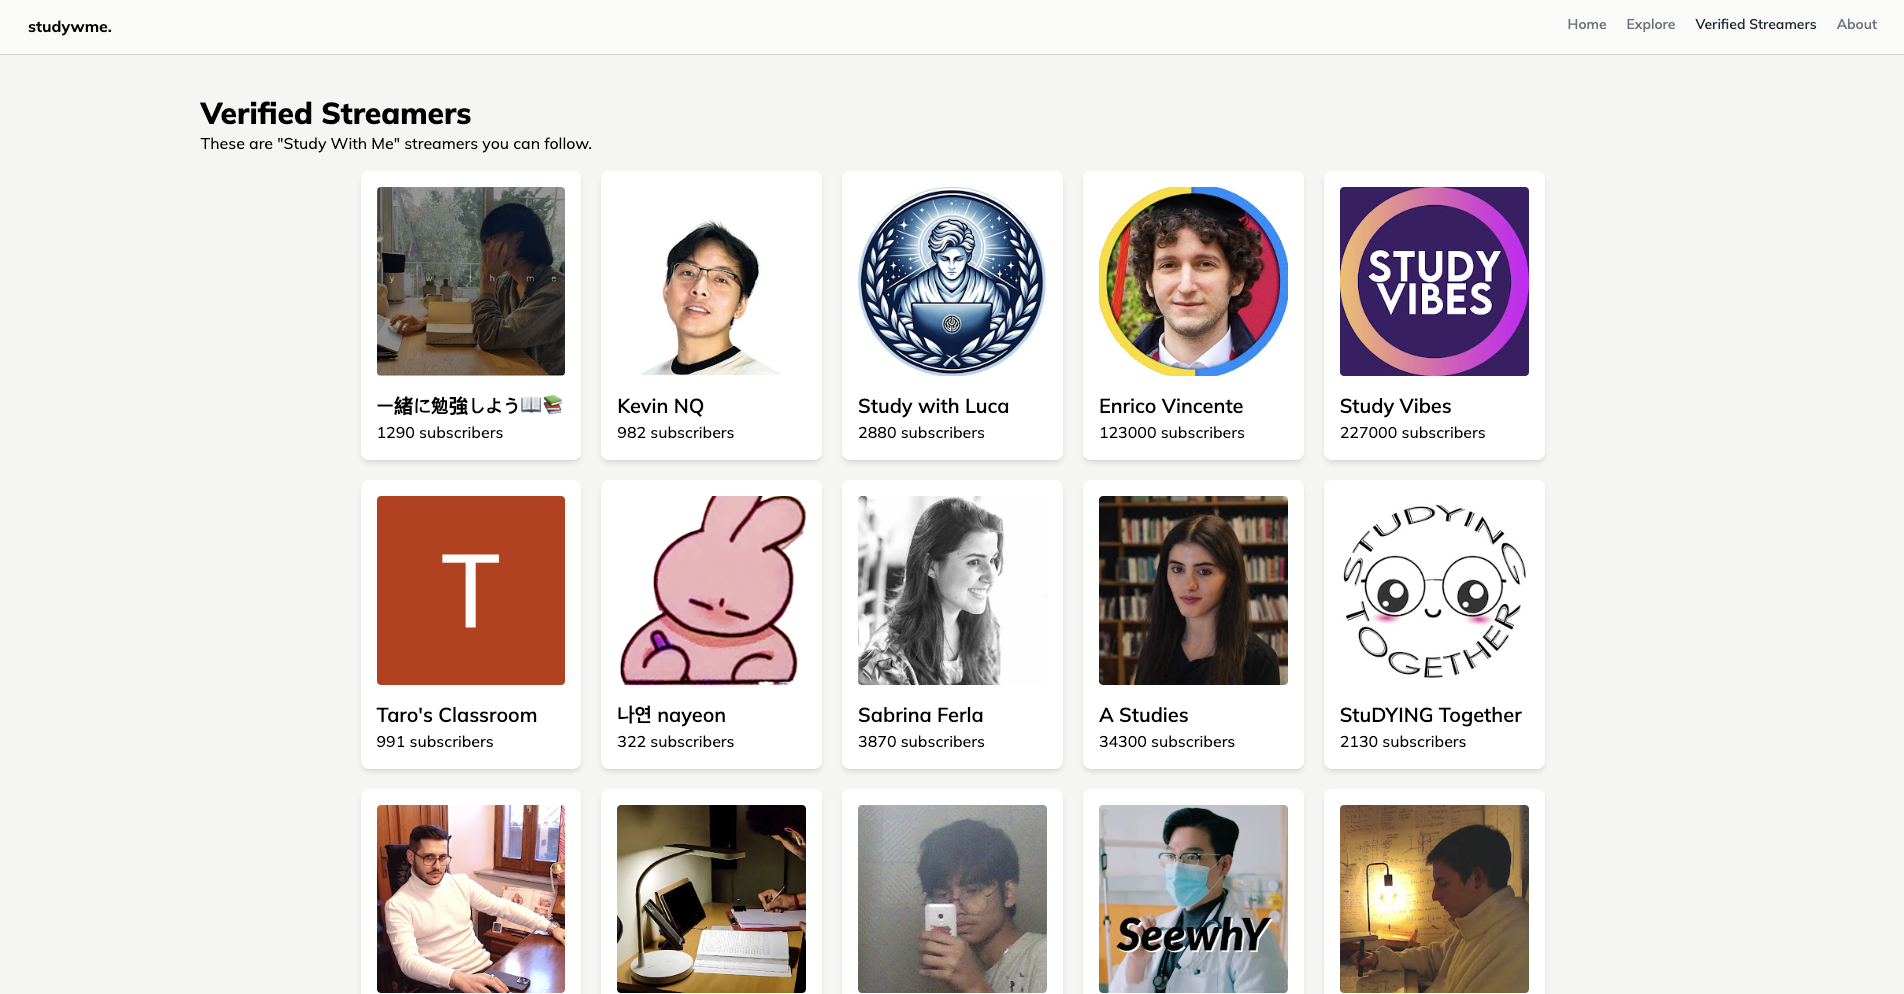 studywme.
Home Explore Verified Streamers About
Verified Streamers
These are "Study With Me" streamers you can follow.
y w i t h m e
STUDY
VIBES
一緒に勉強しよう📖📚
1290 subscribers
Kevin NQ
982 subscribers
Study with Luca
2880 subscribers
Enrico Vincente
123000 subscribers
Study Vibes
227000 subscribers
T
STUDYING
TOGETHER
Taro's Classroom
991 subscribers
나연 nayeon
322 subscribers
Sabrina Ferla
3870 subscribers
A Studies
34300 subscribers
StuDYING Together
2130 subscribers
SeewhY